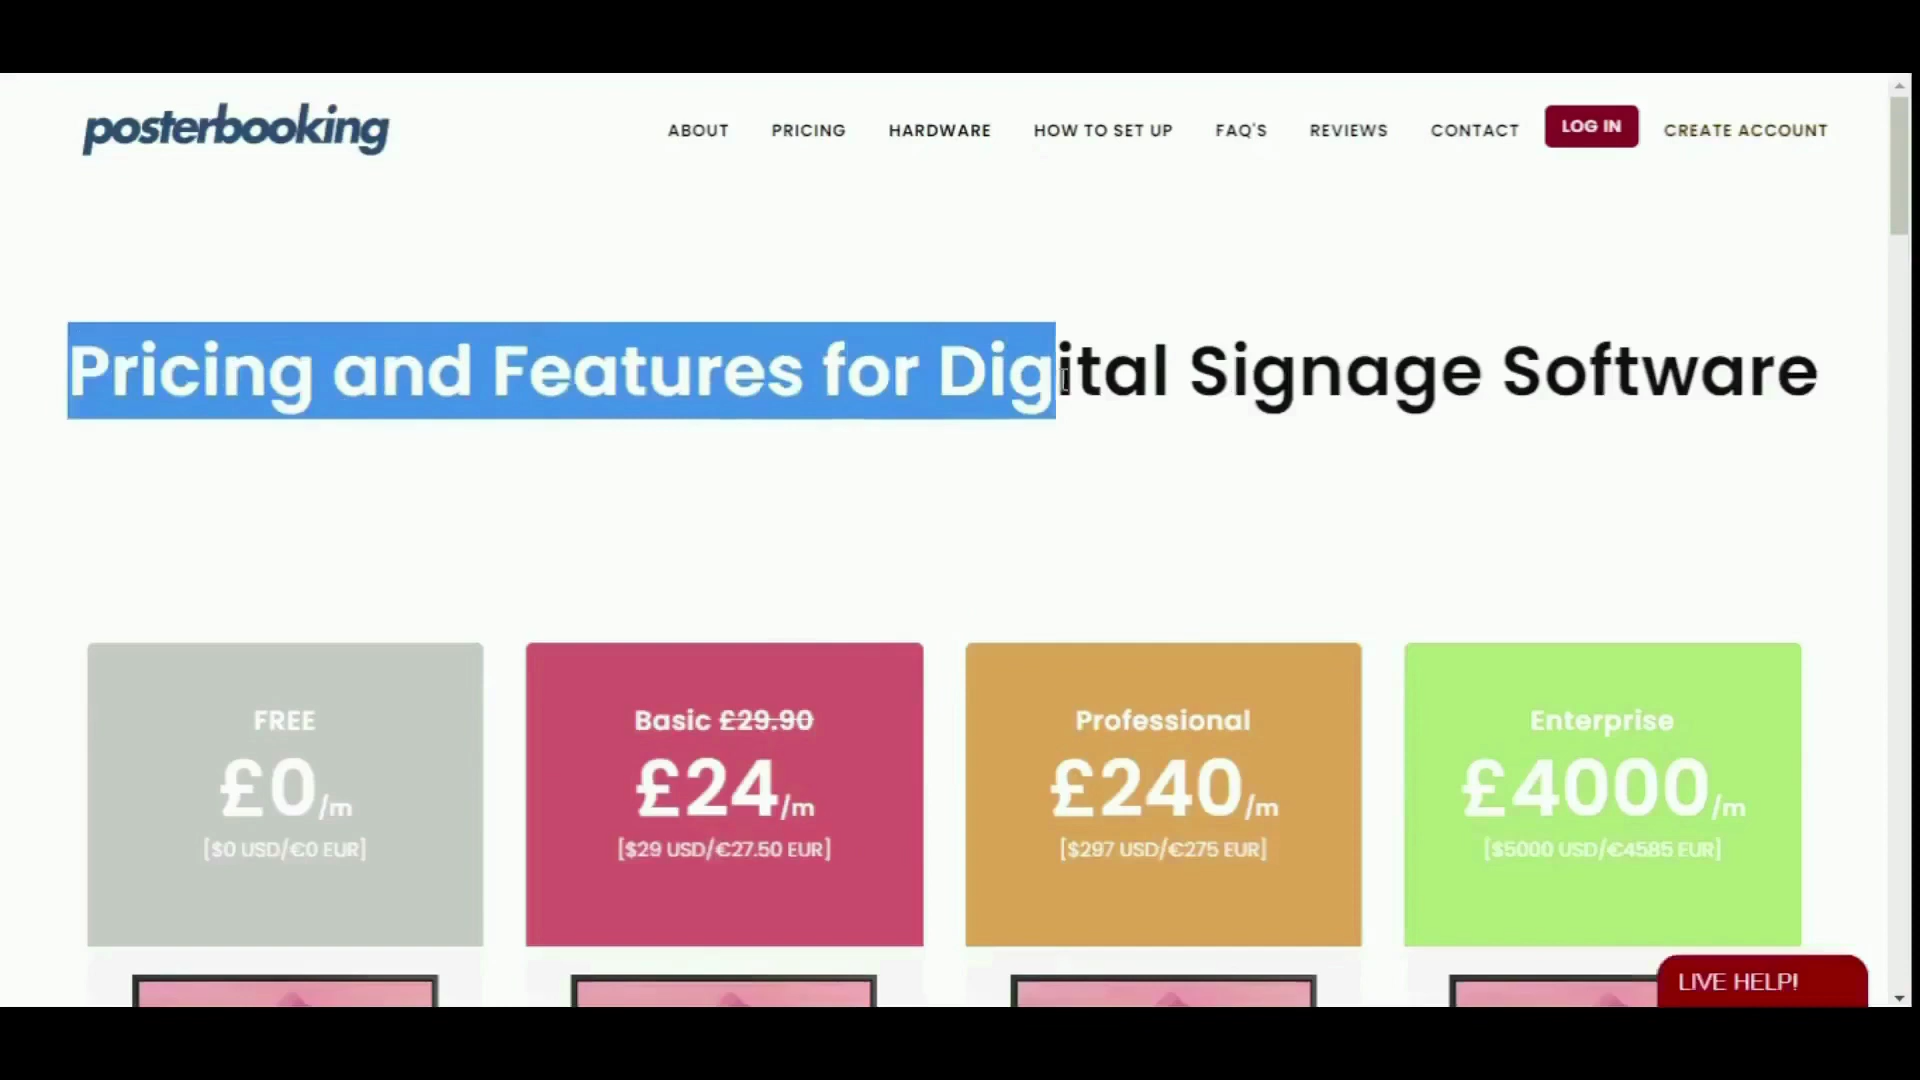 posterbooking
ABOUT PRICING HARDWARE HOW TO SET UP FAQ'S REVIEWS CONTACT LOG IN CREATE ACCOUNT
Pricing and Features for Digital Signage Software
FREE
£0/m
[$0 USD/€0 EUR]
Basic £29.90
£24/m
[$29 USD/€27.50 EUR]
Professional
£240/m
[$297 USD/€275 EUR]
Enterprise
£4000/m
[$5000 USD/€4585 EUR]
LIVE HELP!